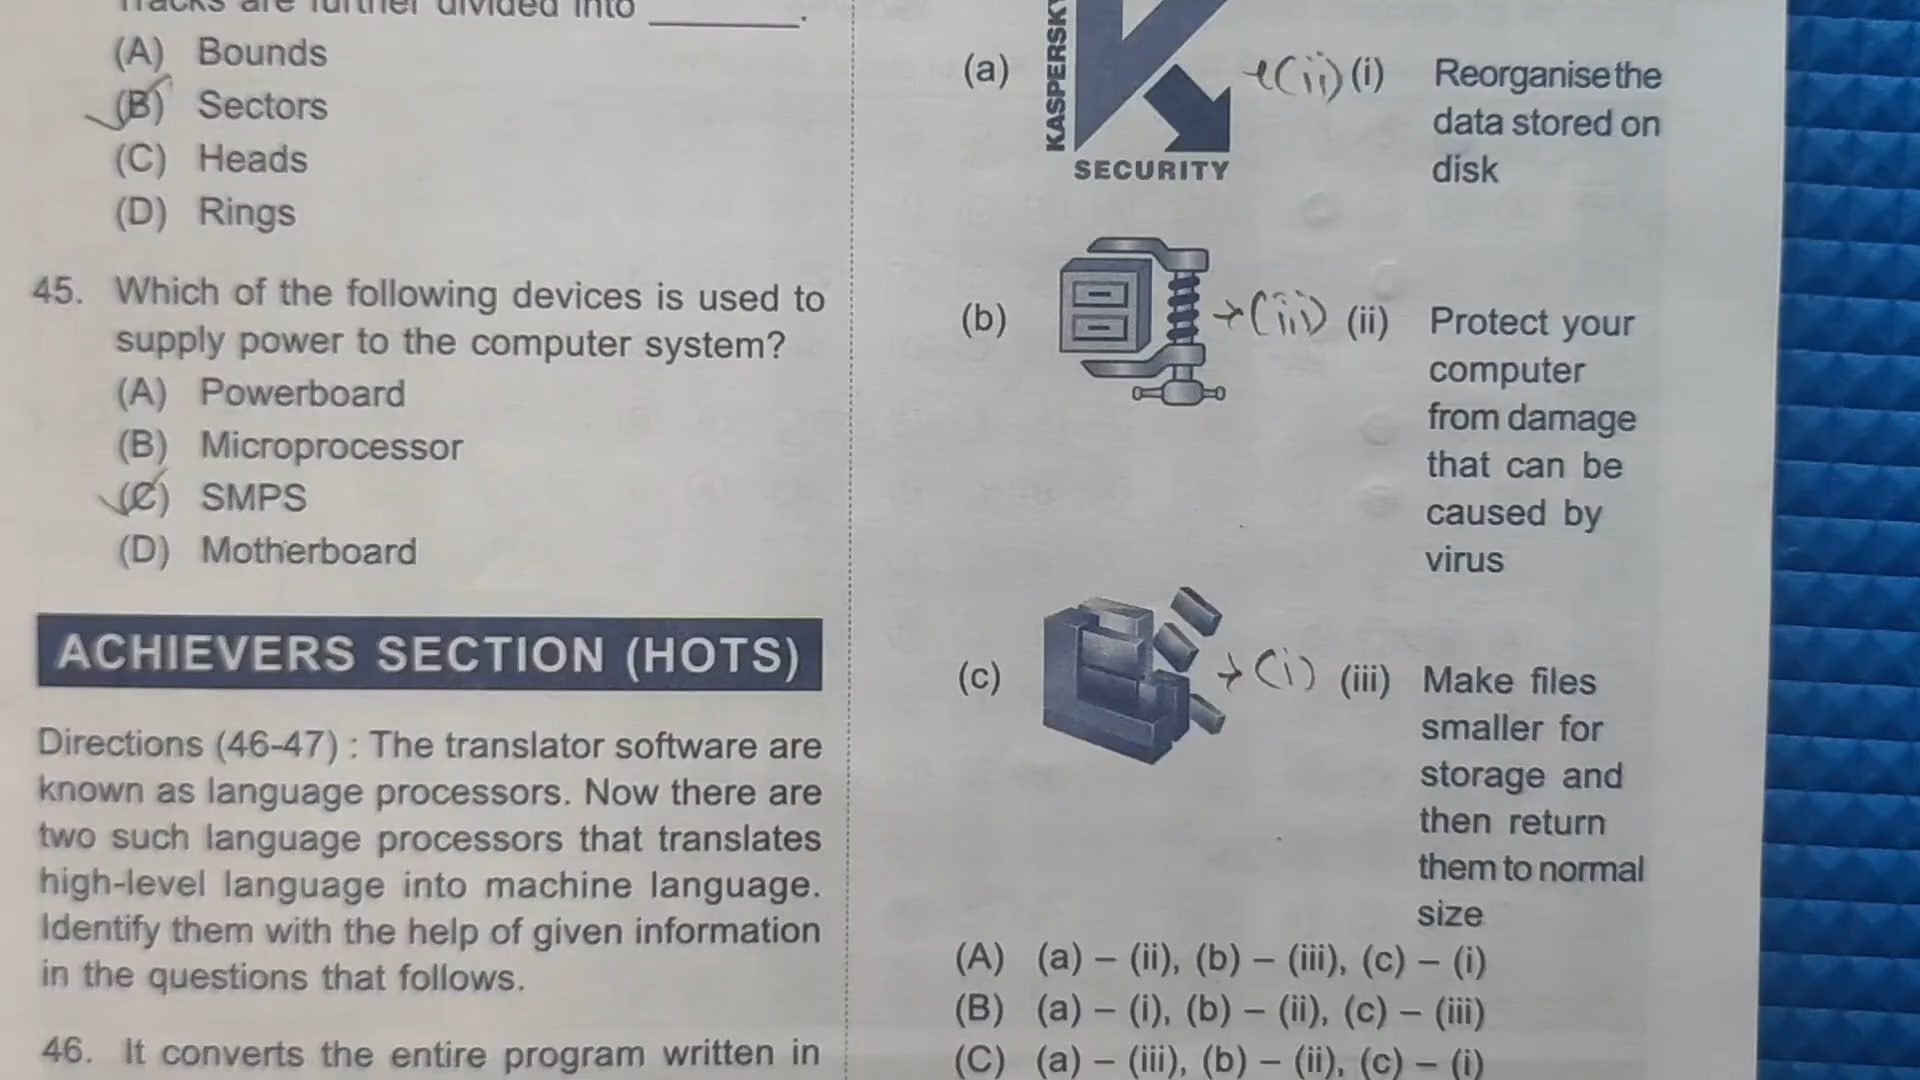 Tracks are further divided into ________.
(A) Bounds
(B) Sectors
(C) Heads
(D) Rings
45. Which of the following devices is used to
supply power to the computer system?
(A) Powerboard
(B) Microprocessor
(C) SMPS
(D) Motherboard
ACHIEVERS SECTION (HOTS)
Directions (46-47) : The translator software are
known as language processors. Now there are
two such language processors that translates
high-level language into machine language.
Identify them with the help of given information
in the questions that follows.
46. It converts the entire program written in
(a) KASPERSKY (ii) (i) Reorganise the
data stored on
disk
SECURITY
(b) (iii) (ii) Protect your
computer
from damage
that can be
caused by
virus
(c) (i) (iii) Make files
smaller for
storage and
then return
them to normal
size
(A) (a) – (ii), (b) – (iii), (c) – (i)
(B) (a) – (i), (b) – (ii), (c) – (iii)
(C) (a) – (iii), (b) – (ii), (c) – (i)